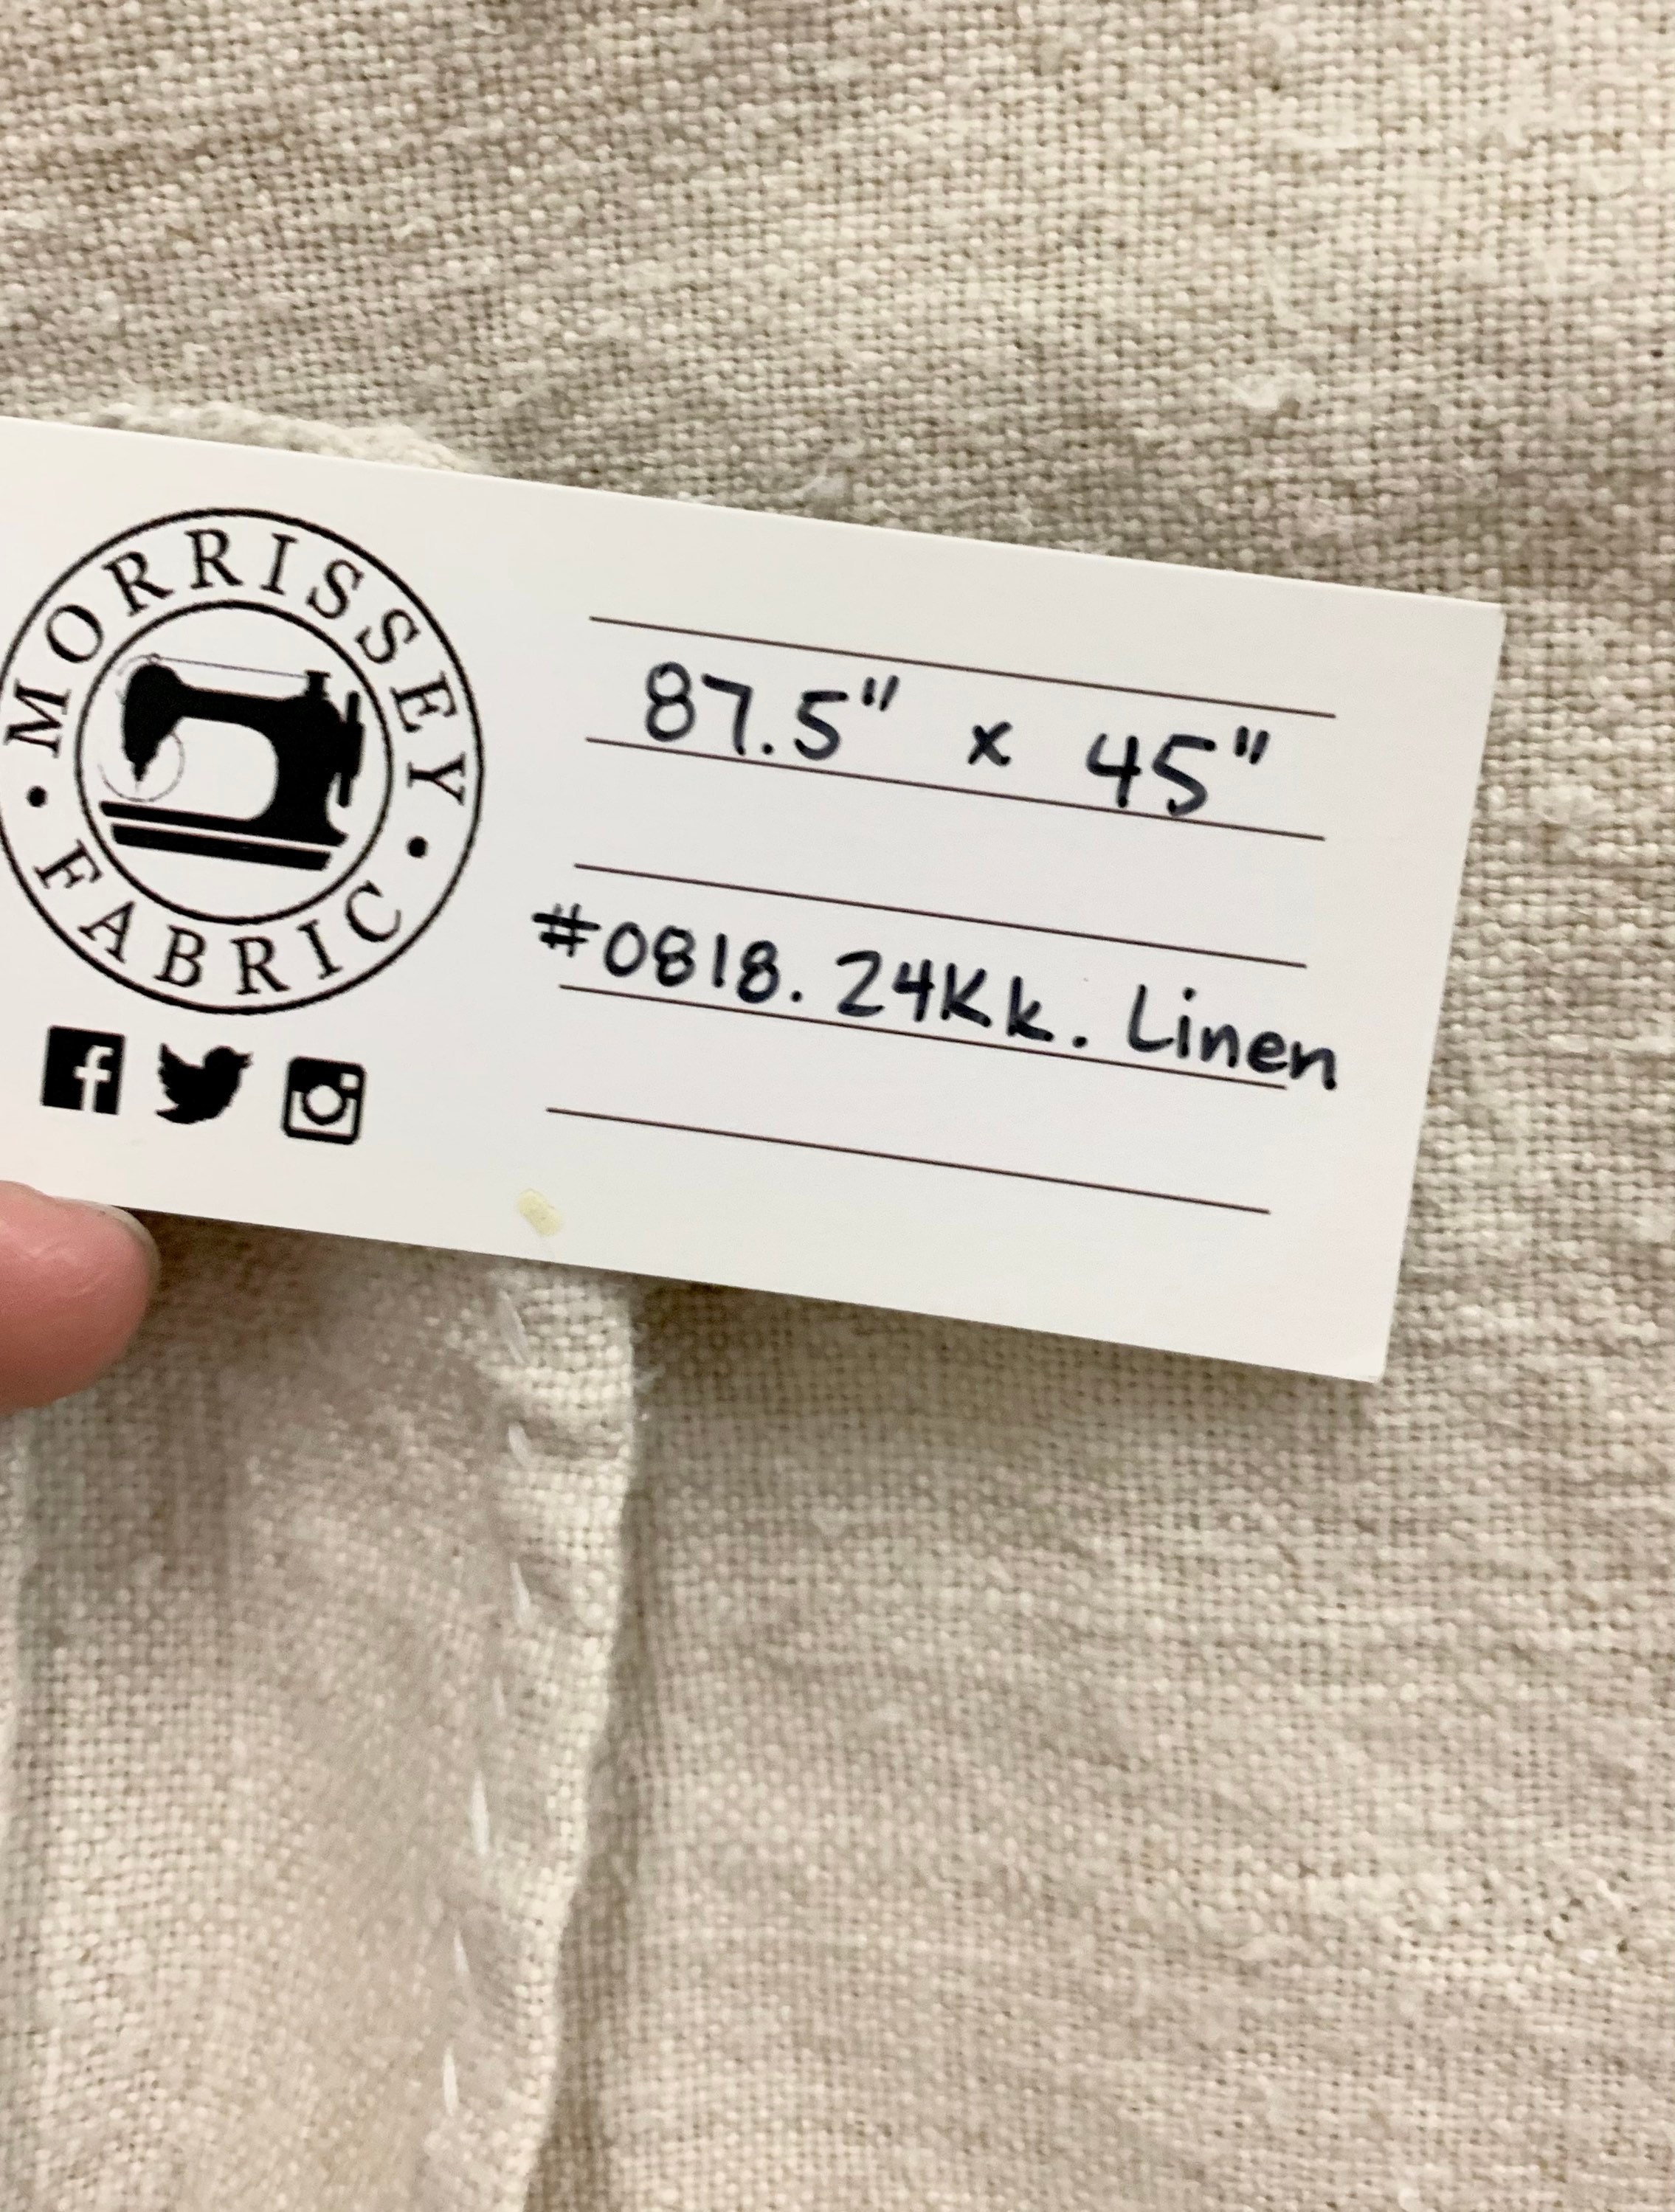 MORRISSEY
• FABRIC •
87.5" x 45"
#0818. 24Kk. Linen